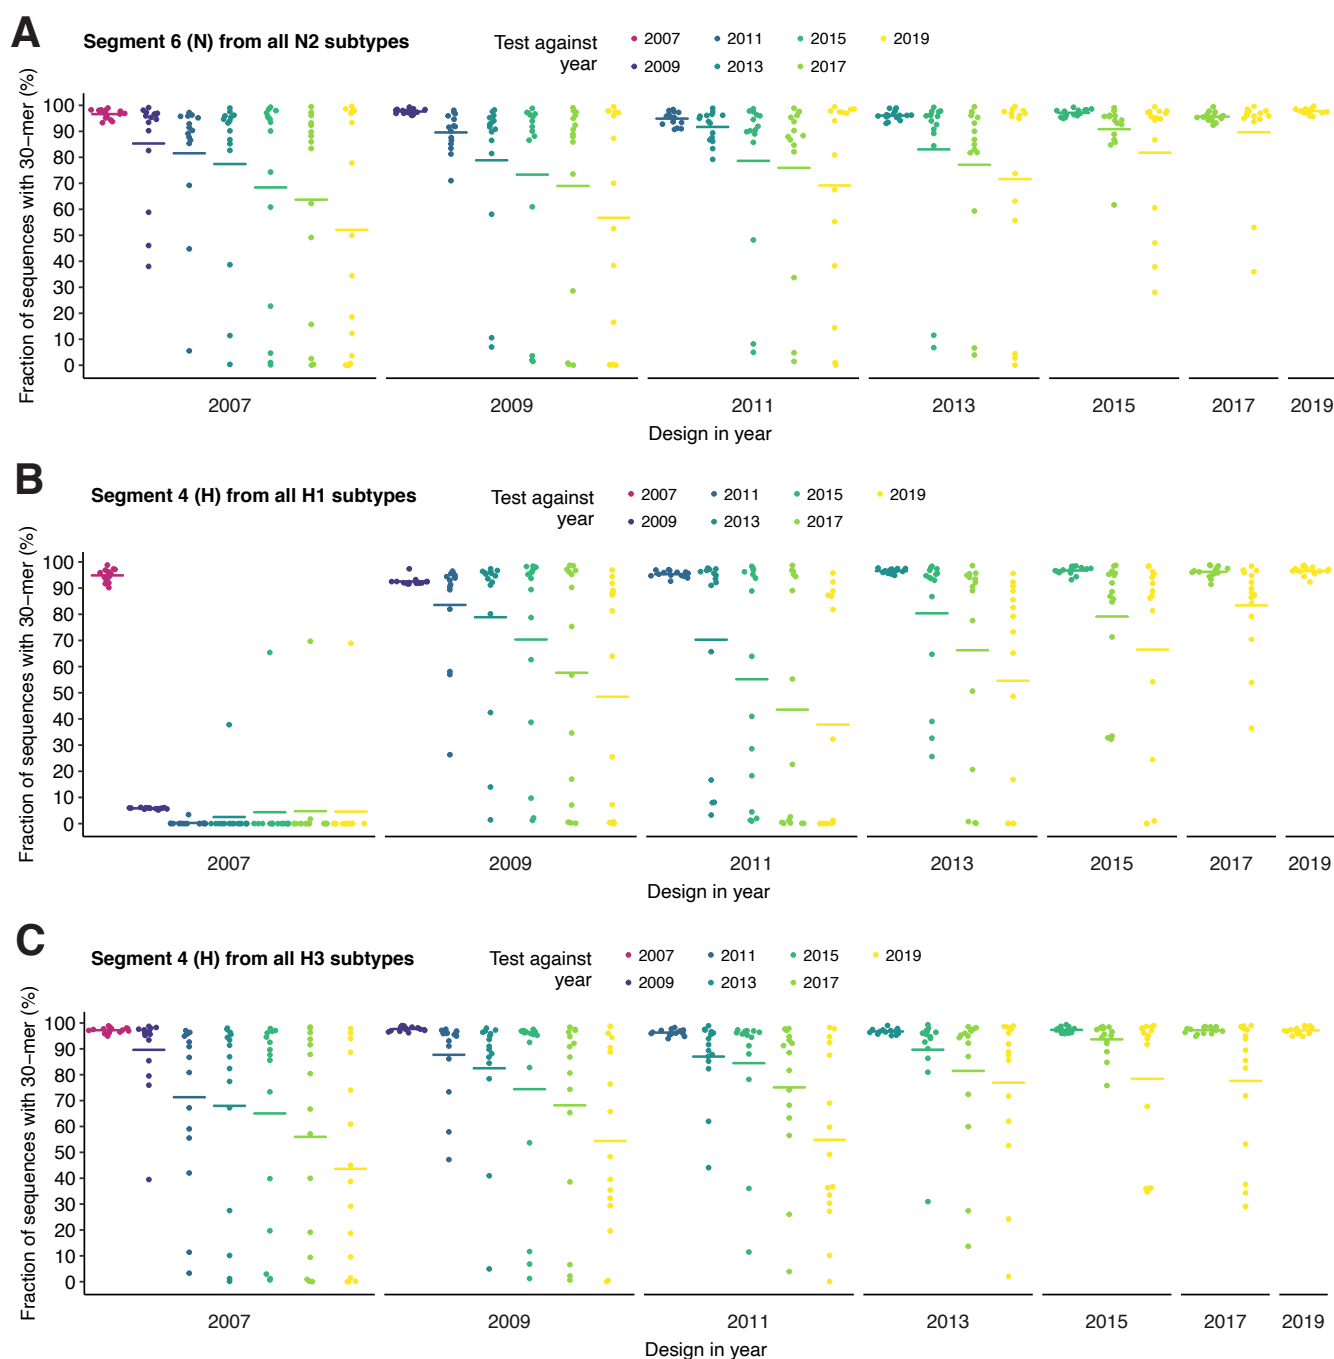 A
Segment 6 (N) from all N2 subtypes
Test against year
2007 2011 2015 2019
2009 2013 2017
Fraction of sequences with 30−mer (%)
100
90
80
70
60
50
40
30
20
10
0
2007 2009 2011 2013 2015 2017 2019
Design in year
B
Segment 4 (H) from all H1 subtypes
Test against year
2007 2011 2015 2019
2009 2013 2017
Fraction of sequences with 30−mer (%)
100
90
80
70
60
50
40
30
20
10
0
2007 2009 2011 2013 2015 2017 2019
Design in year
C
Segment 4 (H) from all H3 subtypes
Test against year
2007 2011 2015 2019
2009 2013 2017
Fraction of sequences with 30−mer (%)
100
90
80
70
60
50
40
30
20
10
0
2007 2009 2011 2013 2015 2017 2019
Design in year